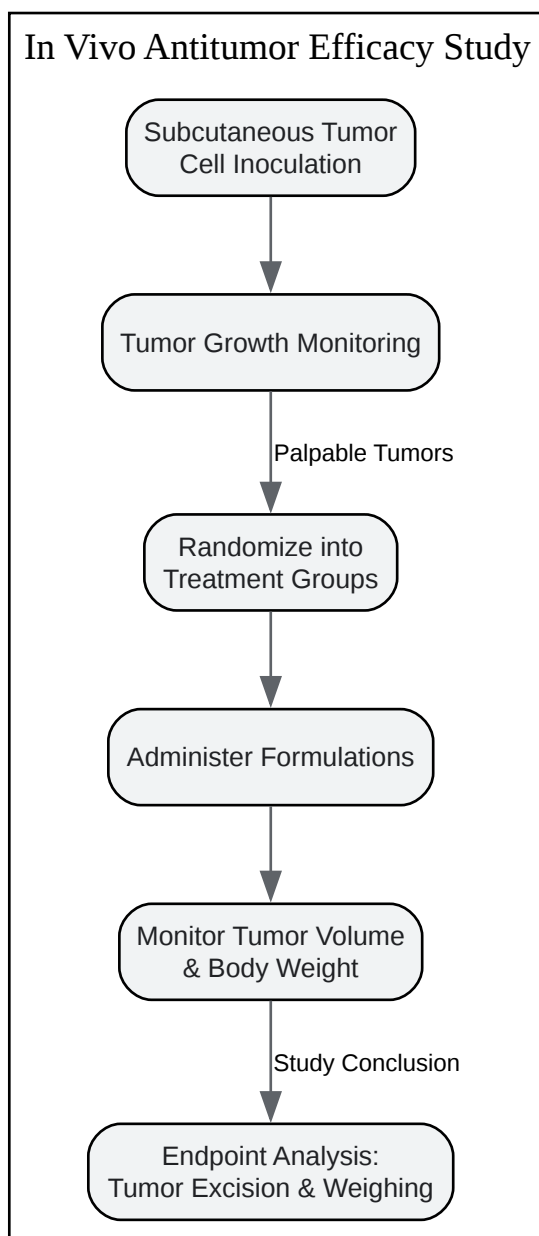 In Vivo Antitumor Efficacy Study
Subcutaneous Tumor
Cell Inoculation
Tumor Growth Monitoring
Palpable Tumors
Randomize into
Treatment Groups
Administer Formulations
Monitor Tumor Volume
& Body Weight
Study Conclusion
Endpoint Analysis:
Tumor Excision & Weighing